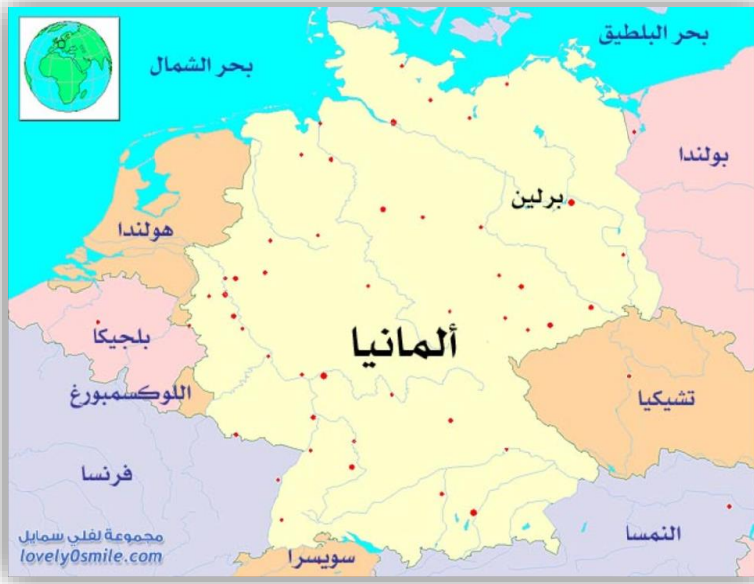 بحر البلطيق
بحر الشمال
بولندا
برلين
هولندا
ألمانيا
بلجيكا
اللوكسمبورغ
تشيكيا
فرنسا
النمسا
مجموعة لفلي سمايل
lovely0smile.com
سويسرا